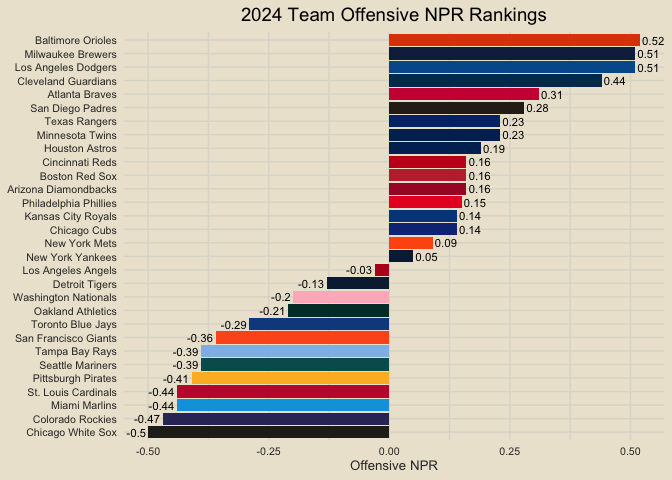 2024 Team Offensive NPR Rankings
Baltimore Orioles 0.52
Milwaukee Brewers 0.51
Los Angeles Dodgers 0.51
Cleveland Guardians 0.44
Atlanta Braves 0.31
San Diego Padres 0.28
Texas Rangers 0.23
Minnesota Twins 0.23
Houston Astros 0.19
Cincinnati Reds 0.16
Boston Red Sox 0.16
Arizona Diamondbacks 0.16
Philadelphia Phillies 0.15
Kansas City Royals 0.14
Chicago Cubs 0.14
New York Mets 0.09
New York Yankees 0.05
Los Angeles Angels -0.03
Detroit Tigers -0.13
Washington Nationals -0.2
Oakland Athletics -0.21
Toronto Blue Jays -0.29
San Francisco Giants -0.36
Tampa Bay Rays -0.39
Seattle Mariners -0.39
Pittsburgh Pirates -0.41
St. Louis Cardinals -0.44
Miami Marlins -0.44
Colorado Rockies -0.47
Chicago White Sox -0.5
-0.50 -0.25 0.00 0.25 0.50
Offensive NPR